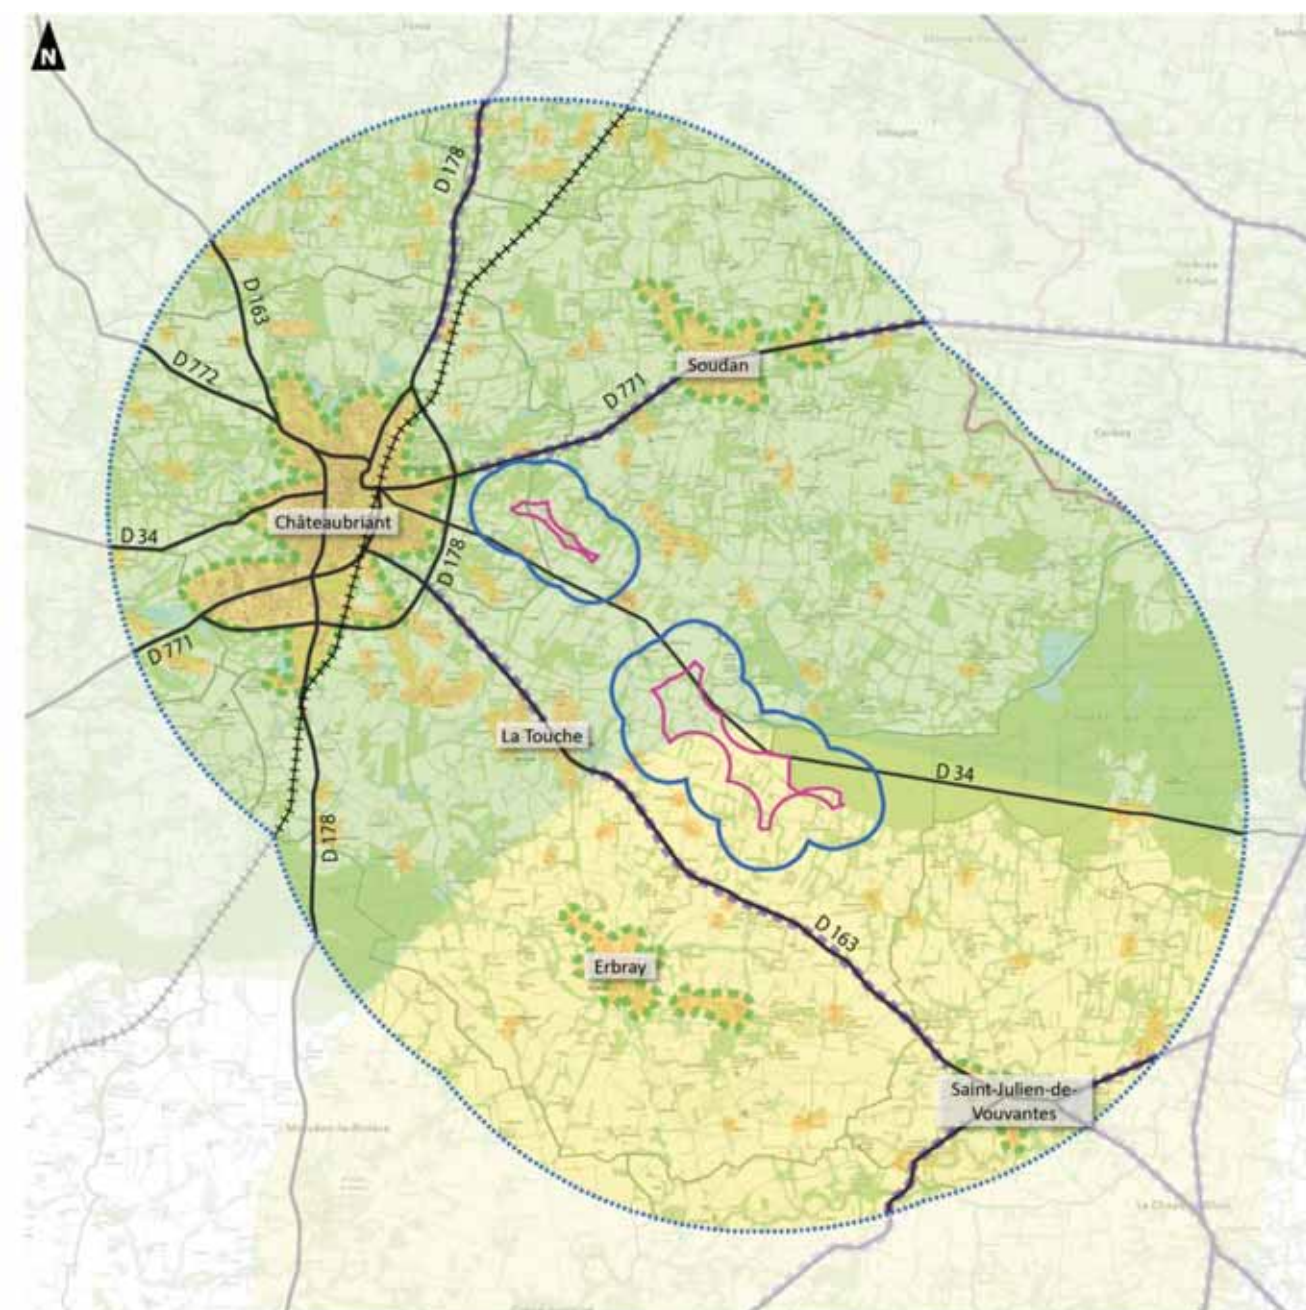 N
D 178
D 163
D 772
Soudan
D 771
Châteaubriant
D 34
D 178
D 771
La Touche
D 34
D 178
D 163
Erbray
Saint-Julien-de-
Vouvantes